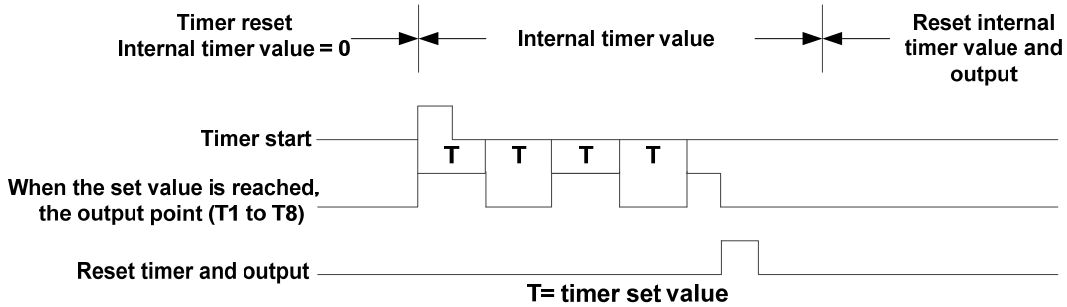 Timer reset
Internal timer value = 0
Internal timer value
Reset internal
timer value and
output
Timer start
T T T T
When the set value is reached,
the output point (T1 to T8)
Reset timer and output
T= timer set value